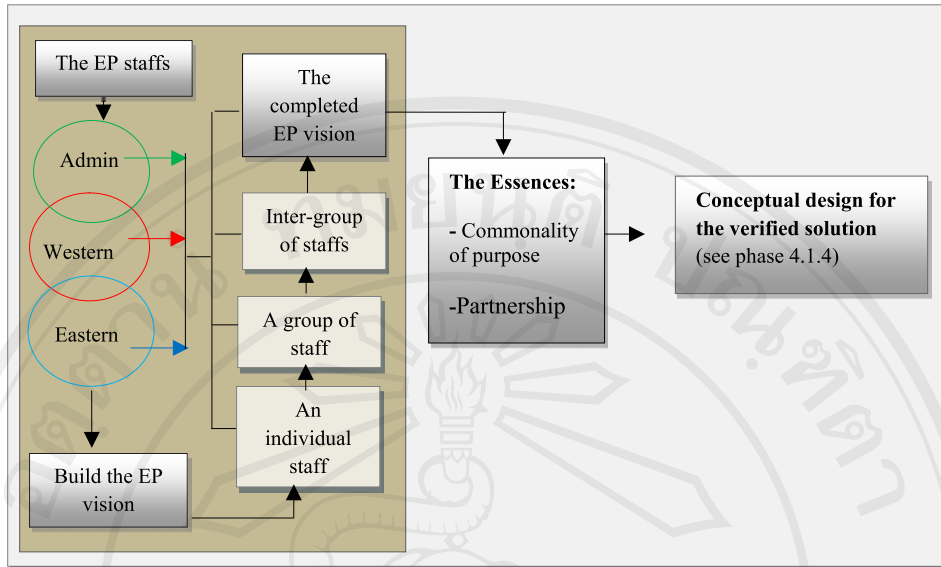 The EP staffs
Admin
Western
Eastern
Build the EP
vision
The
completed
EP vision
Inter-group
of staffs
A group of
staff
An
individual
staff
The Essences:
- Commonality
of purpose
-Partnership
Conceptual design for
the verified solution
(see phase 4.1.4)